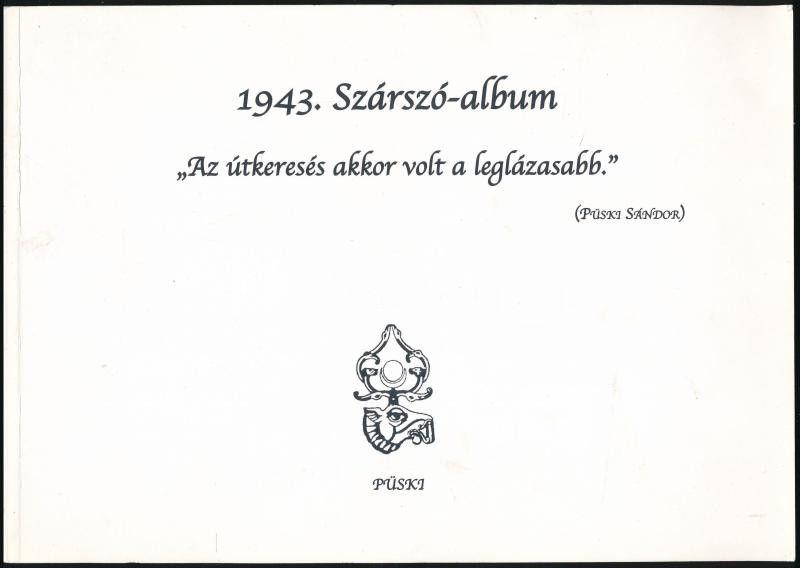 1943. Szárszó-album
„Az útkeresés akkor volt a leglázasabb.”
(Püski Sándor)
PÜSKI